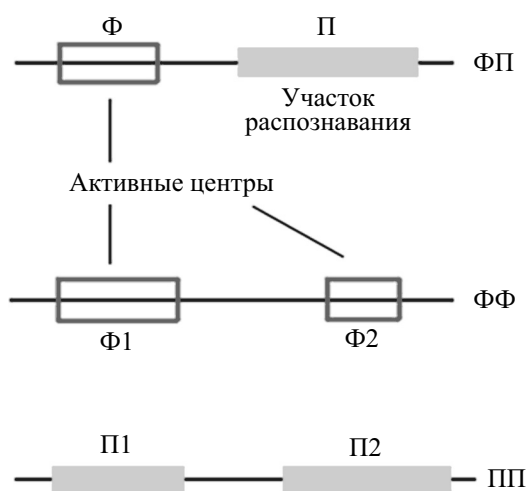 Ф П
ФП
Участок
распознавания
Активные центры
ФФ
Ф1 Ф2
П1 П2
ПП